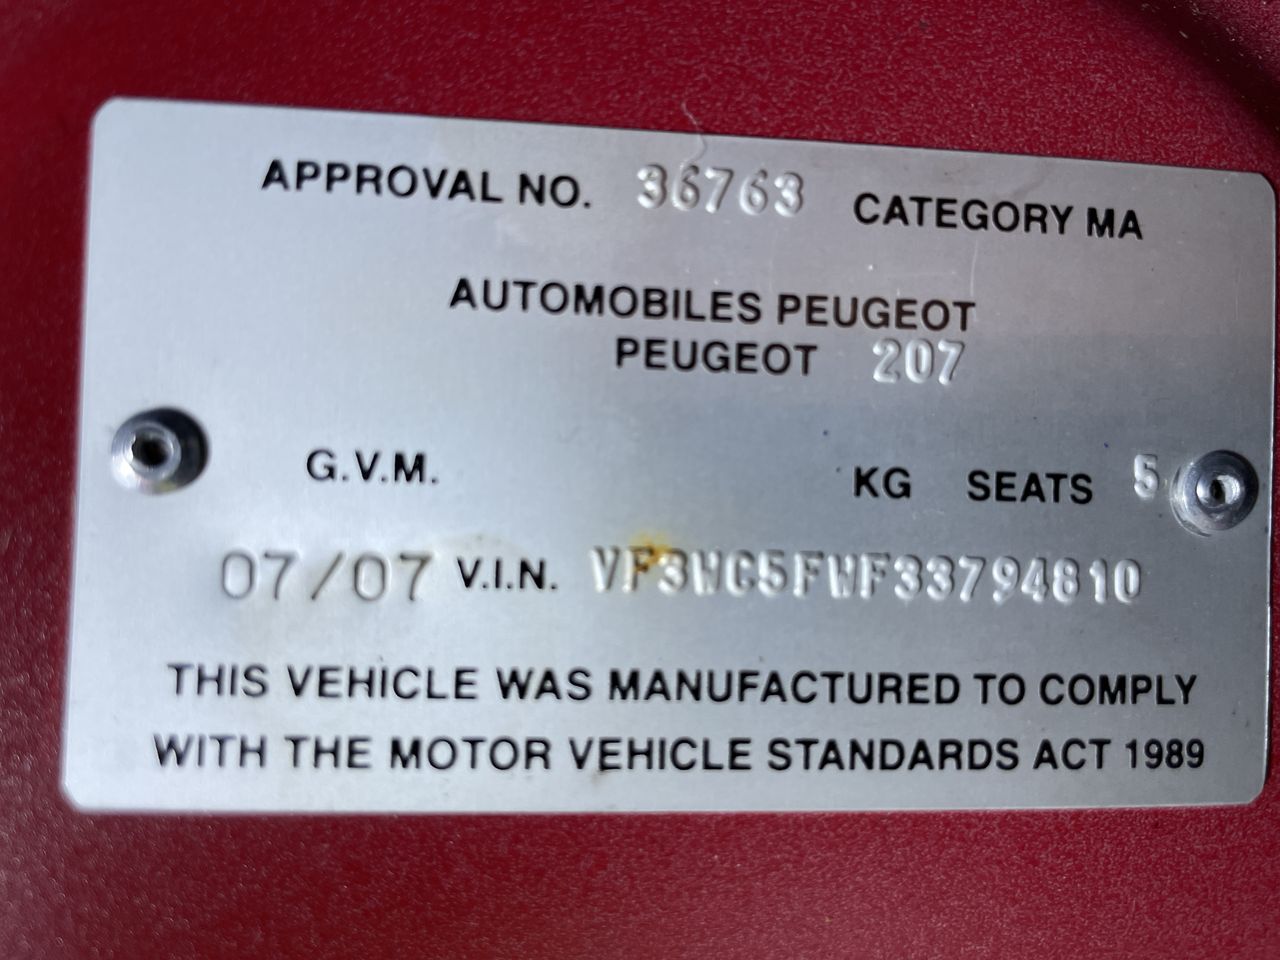 APPROVAL NO. 36763 CATEGORY MA
AUTOMOBILES PEUGEOT
PEUGEOT 207
G.V.M. KG SEATS 5
07/07 V.I.N. VF3WC5FWF33794810
THIS VEHICLE WAS MANUFACTURED TO COMPLY
WITH THE MOTOR VEHICLE STANDARDS ACT 1989